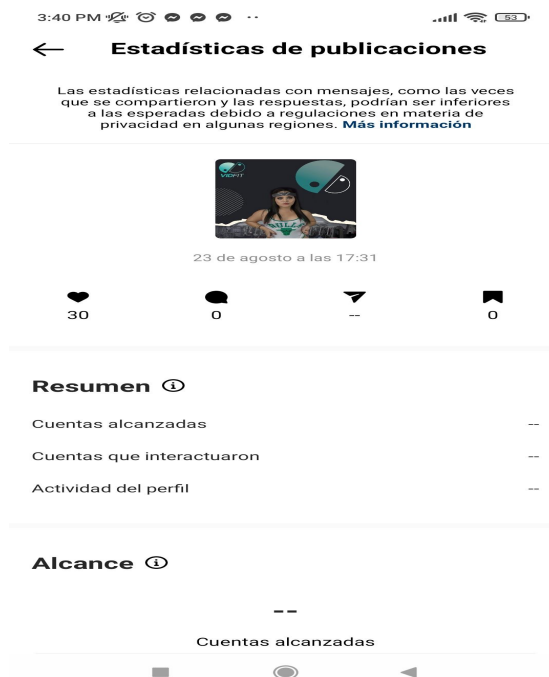 3:40 PM
53
Estadísticas de publicaciones
Las estadísticas relacionadas con mensajes, como las veces
que se compartieron y las respuestas, podrían ser inferiores
a las esperadas debido a regulaciones en materia de
privacidad en algunas regiones. Más información
VIDFIT
BULLS
23 de agosto a las 17:31
30
0
--
0
Resumen
Cuentas alcanzadas
--
Cuentas que interactuaron
--
Actividad del perfil
--
Alcance
--
Cuentas alcanzadas